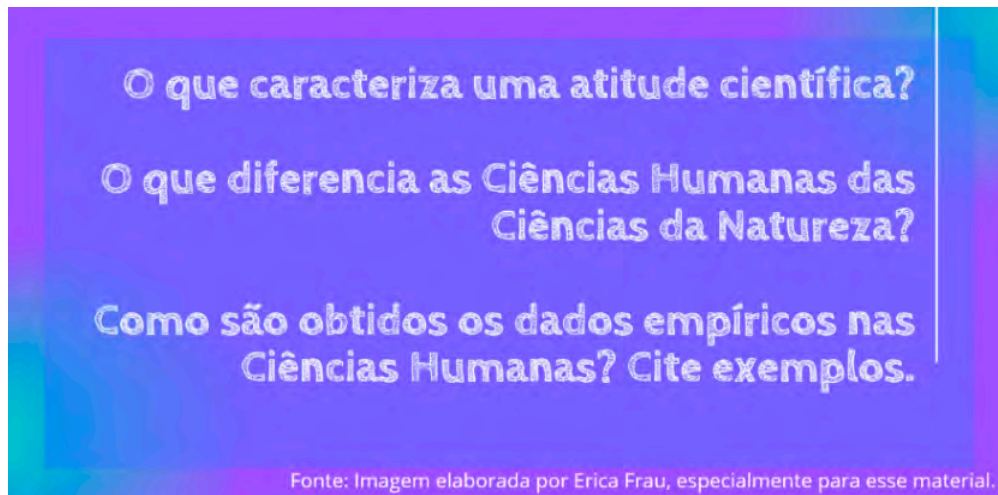 O que caracteriza uma atitude científica?
O que diferencia as Ciências Humanas das
Ciências da Natureza?
Como são obtidos os dados empíricos nas
Ciências Humanas? Cite exemplos.
Fonte: Imagem elaborada por Erica Frau, especialmente para esse material.